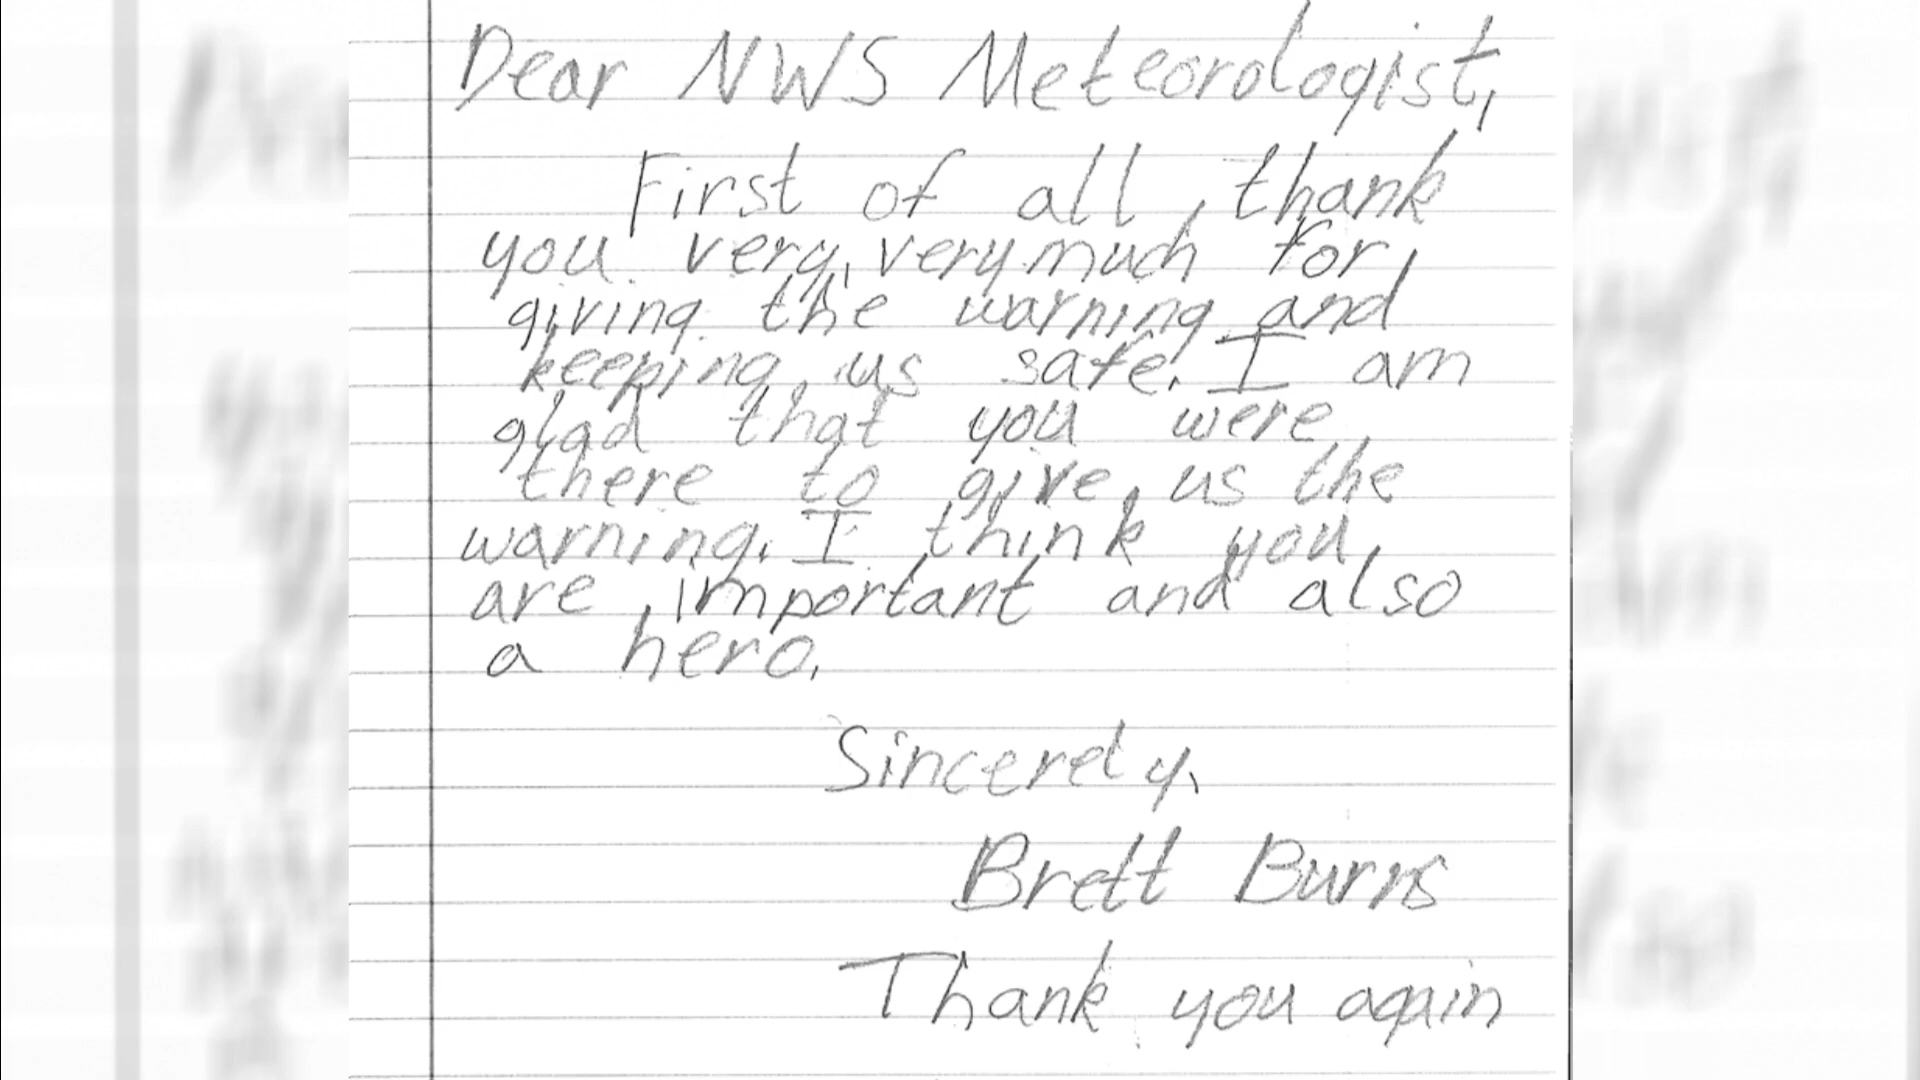 Dear NWS Meteorologist,
First of all, thank
you very, very much for
giving the warning and
keeping us safe. I am
glad that you were
there to give us the
warning. I think you
are important and also
a hero.
Sincerely,
Brett Burns
Thank you again